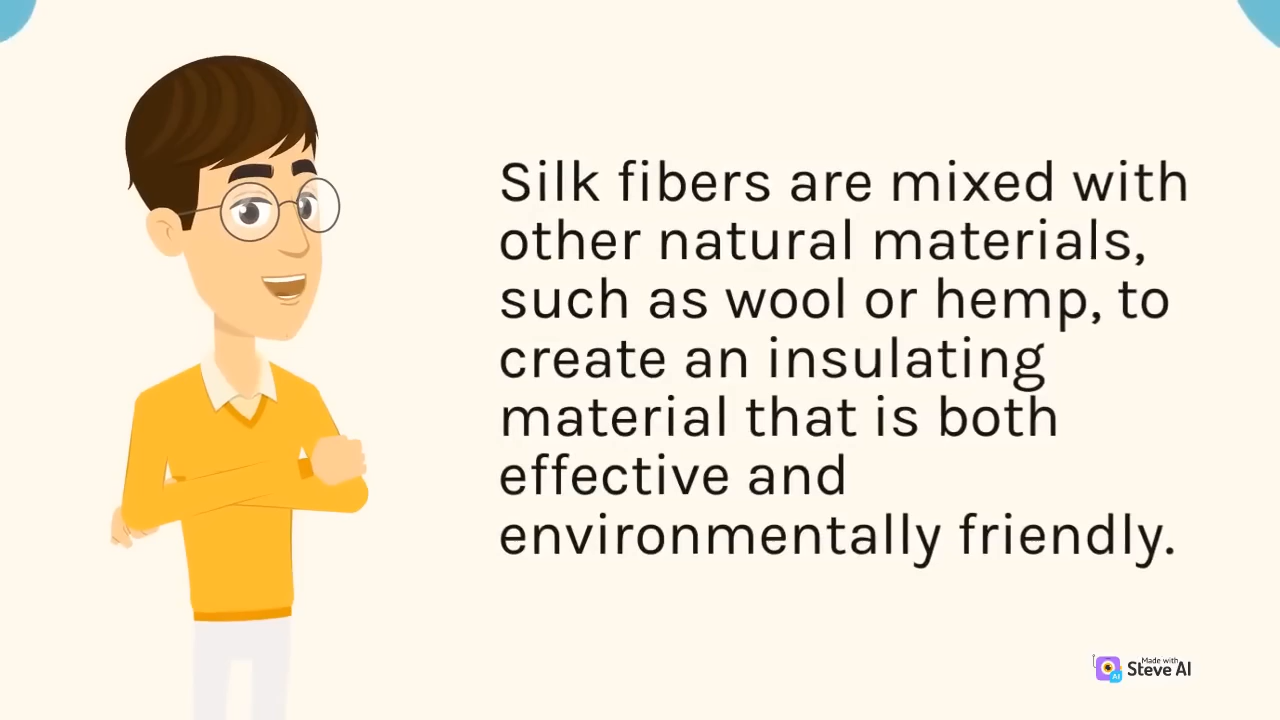 Silk fibers are mixed with
other natural materials,
such as wool or hemp, to
create an insulating
material that is both
effective and
environmentally friendly.
Made with
Steve AI
AI